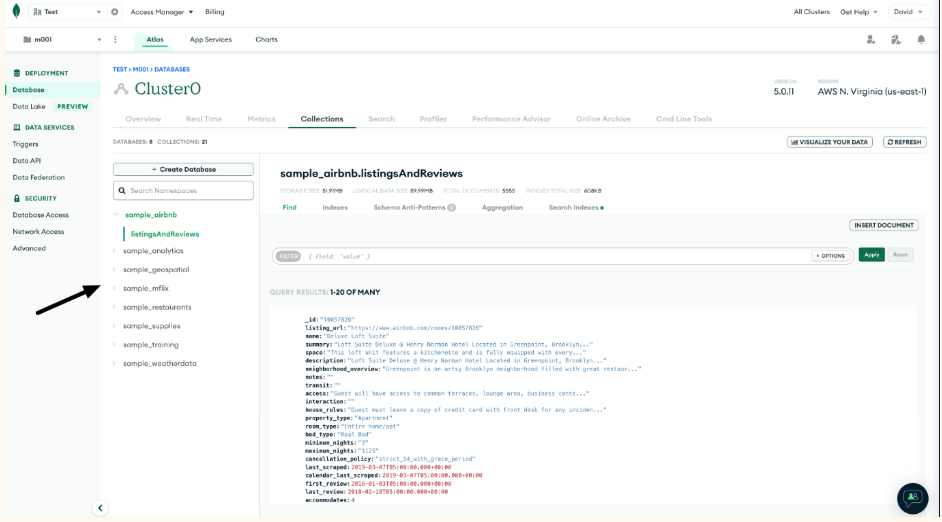 Test
Access Manager
Billing
All Clusters
Get Help
David
m001
Atlas
App Services
Charts
DEPLOYMENT
Database
Data Lake
PREVIEW
DATA SERVICES
Triggers
Data API
Data Federation
SECURITY
Database Access
Network Access
Advanced
TEST > M001 > DATABASES
Cluster0
VERSION
5.0.11
REGION
AWS N. Virginia (us-east-1)
Overview
Real Time
Metrics
Collections
Search
Profiler
Performance Advisor
Online Archive
Cmd Line Tools
DATABASES: 8 COLLECTIONS: 21
VISUALIZE YOUR DATA
REFRESH
+ Create Database
Search Namespaces
sample_airbnb
listingsAndReviews
sample_analytics
sample_geospatial
sample_mflix
sample_restaurants
sample_supplies
sample_training
sample_weatherdata
sample_airbnb.listingsAndReviews
STORAGE SIZE: 51.91MB LOGICAL DATA SIZE: 89.99MB TOTAL DOCUMENTS: 5555 INDEXES TOTAL SIZE: 608KB
Find
Indexes
Schema Anti-Patterns 0
Aggregation
Search Indexes
INSERT DOCUMENT
FILTER { field: 'value' }
OPTIONS
Apply
Reset
QUERY RESULTS: 1-20 OF MANY
_id: "10057826"
listing_url: "https://www.airbnb.com/rooms/10057826"
name: "Deluxe Loft Suite"
summary: "Loft Suite Deluxe @ Henry Norman Hotel Located in Greenpoint, Brooklyn..."
space: "This loft unit features a kitchenette and is fully equipped with every..."
description: "Loft Suite Deluxe @ Henry Norman Hotel Located in Greenpoint, Brooklyn..."
neighborhood_overview: "Greenpoint is an artsy Brooklyn neighborhood filled with great restaur..."
notes: ""
transit: ""
access: "Guest will have access to common terraces, lounge area, business cente..."
interaction: ""
house_rules: "Guest must leave a copy of credit card with front desk for any inciden..."
property_type: "Apartment"
room_type: "Entire home/apt"
bed_type: "Real Bed"
minimum_nights: "3"
maximum_nights: "1125"
cancellation_policy: "strict_14_with_grace_period"
last_scraped: 2019-03-07T05:00:00.000+00:00
calendar_last_scraped: 2019-03-07T05:00:00.000+00:00
first_review: 2016-01-03T05:00:00.000+00:00
last_review: 2018-02-18T05:00:00.000+00:00
accommodates: 4